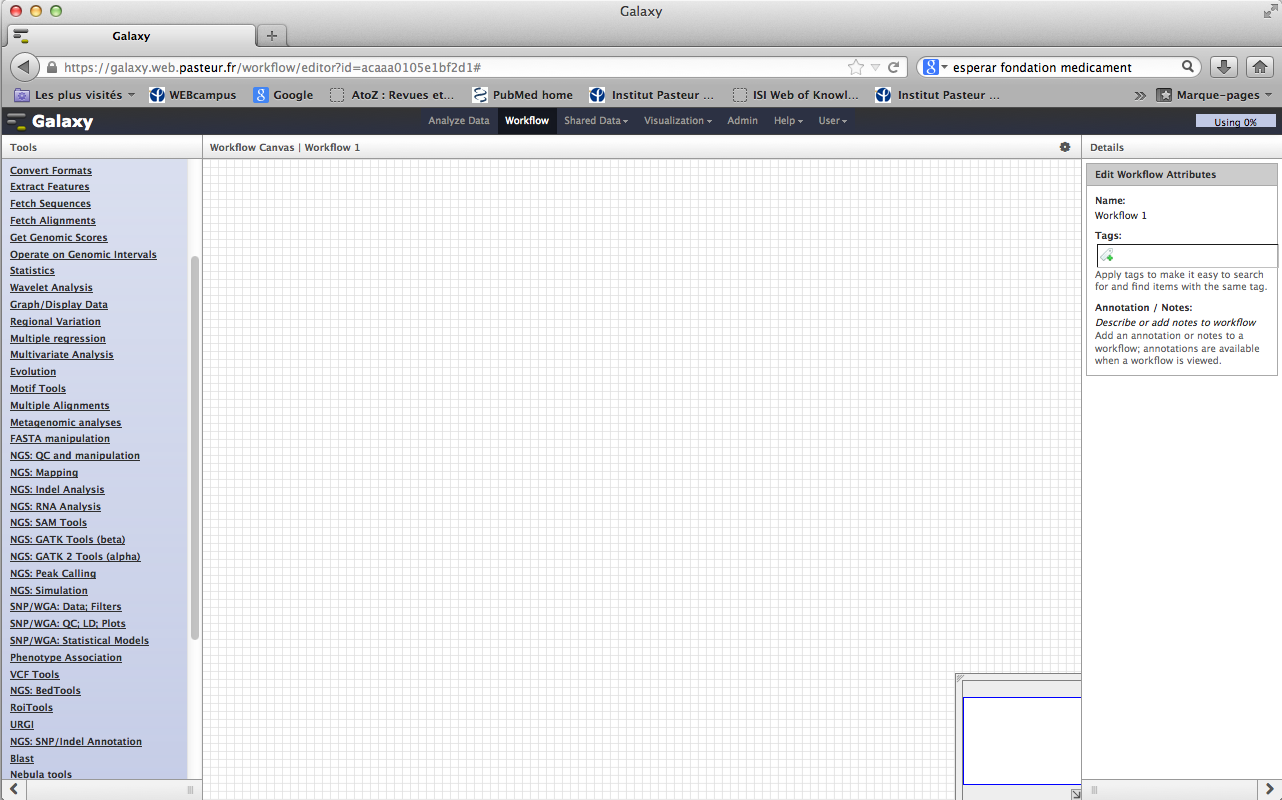 Galaxy
Galaxy
https://galaxy.web.pasteur.fr/workflow/editor?id=acaaa0105e1bf2d1#
esperar fondation medicament
Les plus visités
WEBcampus
Google
AtoZ : Revues et...
PubMed home
Institut Pasteur ...
ISI Web of Knowl...
Institut Pasteur ...
Marque-pages
Galaxy
Analyze Data
Workflow
Shared Data
Visualization
Admin
Help
User
Using 0%
Tools
Convert Formats
Extract Features
Fetch Sequences
Fetch Alignments
Get Genomic Scores
Operate on Genomic Intervals
Statistics
Wavelet Analysis
Graph/Display Data
Regional Variation
Multiple regression
Multivariate Analysis
Evolution
Motif Tools
Multiple Alignments
Metagenomic analyses
FASTA manipulation
NGS: QC and manipulation
NGS: Mapping
NGS: Indel Analysis
NGS: RNA Analysis
NGS: SAM Tools
NGS: GATK Tools (beta)
NGS: GATK 2 Tools (alpha)
NGS: Peak Calling
NGS: Simulation
SNP/WGA: Data; Filters
SNP/WGA: QC; LD; Plots
SNP/WGA: Statistical Models
Phenotype Association
VCF Tools
NGS: BedTools
RoiTools
URGI
NGS: SNP/Indel Annotation
Blast
Nebula tools
Workflow Canvas | Workflow 1
Details
Edit Workflow Attributes
Name:
Workflow 1
Tags:
Apply tags to make it easy to search
for and find items with the same tag.
Annotation / Notes:
Describe or add notes to workflow
Add an annotation or notes to a
workflow; annotations are available
when a workflow is viewed.